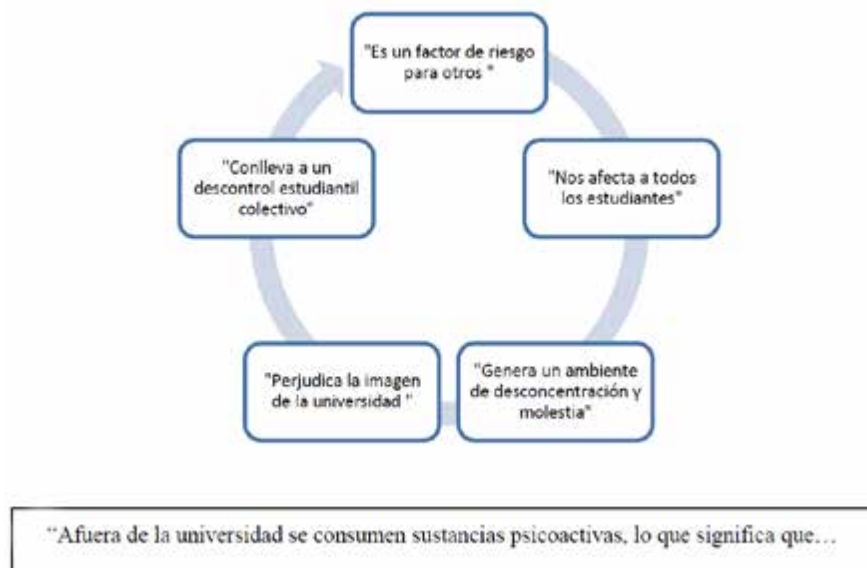 "Es un factor de riesgo
para otros "
"Nos afecta a todos
los estudiantes"
"Genera un ambiente
de desconcentración y
molestia"
"Perjudica la imagen
de la universidad "
"Conlleva a un
descontrol estudiantil
colectivo"
“Afuera de la universidad se consumen sustancias psicoactivas, lo que significa que…